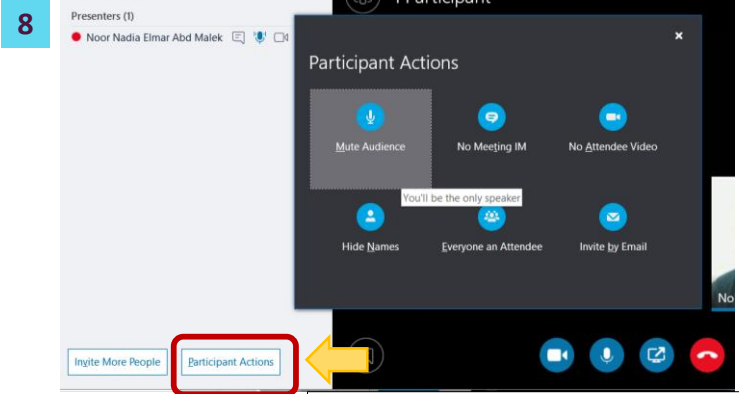 8
Presenters (1)
Noor Nadia Elmar Abd Malek
1 Participant
Participant Actions
Mute Audience
No Meeting IM
No Attendee Video
You'll be the only speaker
Hide Names
Everyone an Attendee
Invite by Email
No
Invite More People
Participant Actions